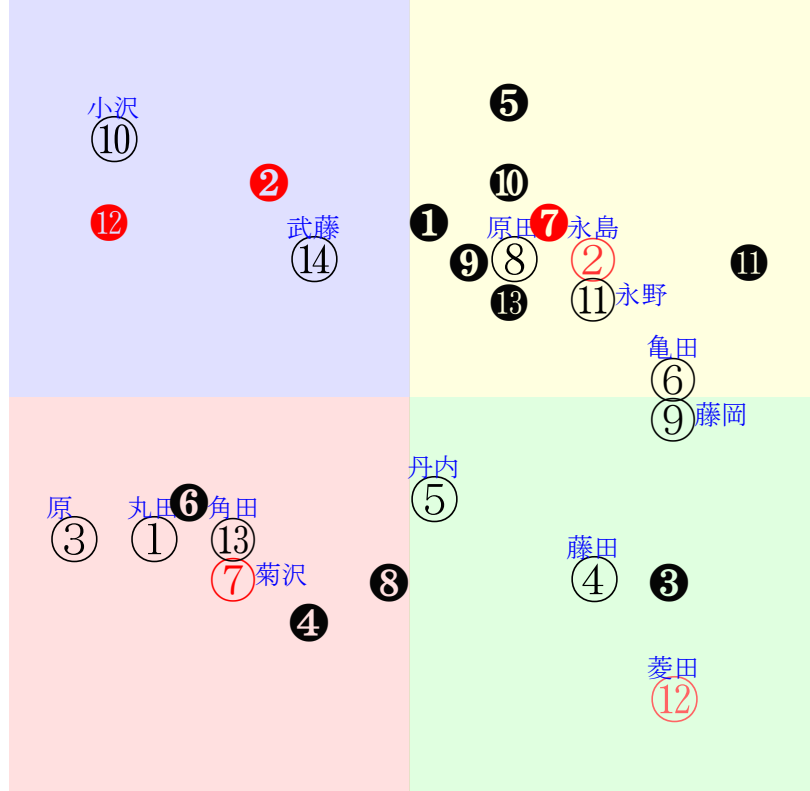 ❺
小沢
⑩
❿
❷
⓬
❶
武藤
⑭
原田
⑧
❼
永島
②
❾
⓫
⓭
⑪永野
亀田
⑥
⑨藤岡
丹内
⑤
原
③
丸田
①
❻
角田
⑬
⑦菊沢
藤田
④
❸
❽
❹
菱田
⑫